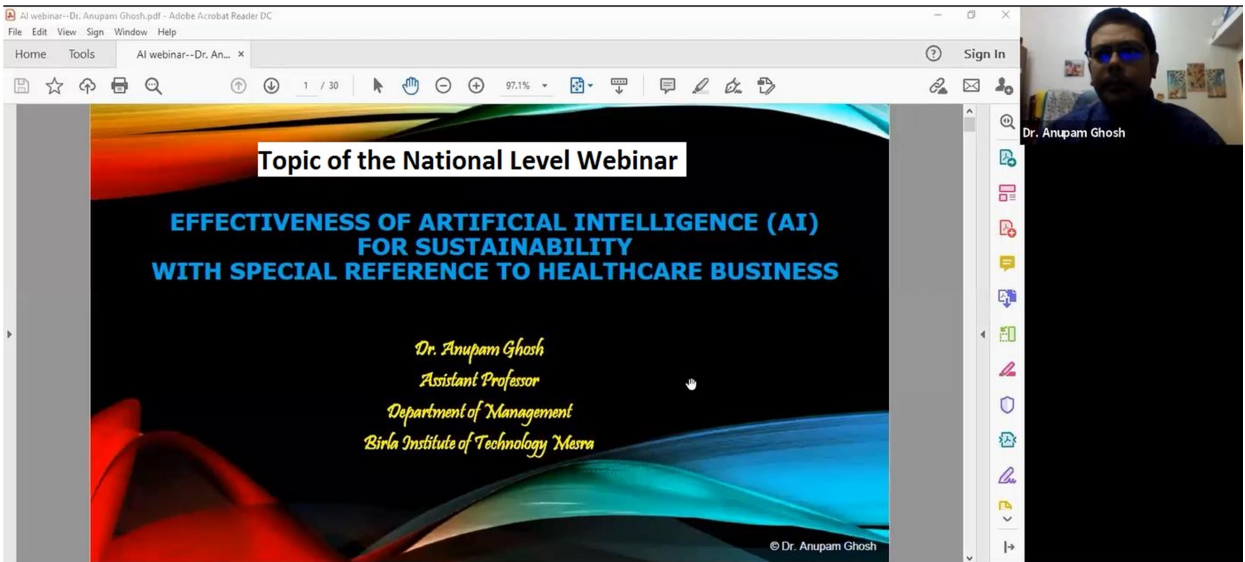 AI webinar--Dr. Anupam Ghosh.pdf - Adobe Acrobat Reader DC
File Edit View Sign Window Help
Home Tools AI webinar--Dr. An... ×
Sign In
1 / 30
97.1%
Dr. Anupam Ghosh
Topic of the National Level Webinar
EFFECTIVENESS OF ARTIFICIAL INTELLIGENCE (AI)
FOR SUSTAINABILITY
WITH SPECIAL REFERENCE TO HEALTHCARE BUSINESS
Dr. Anupam Ghosh
Assistant Professor
Department of Management
Birla Institute of Technology Mesra
© Dr. Anupam Ghosh